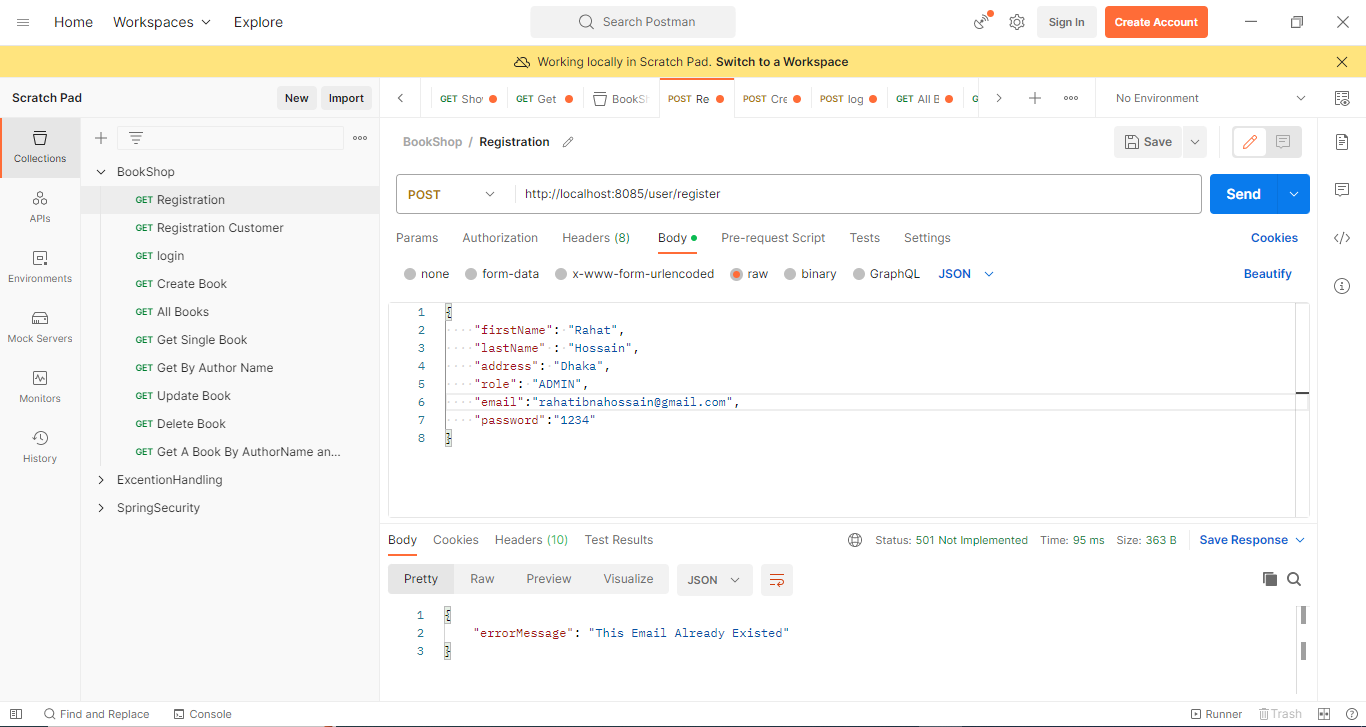 Home Workspaces Explore Search Postman Sign In Create Account
Working locally in Scratch Pad. Switch to a Workspace
Scratch Pad New Import
GET Sho GET Get BookS POST Re POST Cre POST log GET All B G No Environment
BookShop / Registration Save
Collections
APIs
Environments
Mock Servers
Monitors
History
BookShop
GET Registration
GET Registration Customer
GET login
GET Create Book
GET All Books
GET Get Single Book
GET Get By Author Name
GET Update Book
GET Delete Book
GET Get A Book By AuthorName an...
ExcentionHandling
SpringSecurity
POST http://localhost:8085/user/register Send
Params Authorization Headers (8) Body Pre-request Script Tests Settings Cookies
none form-data x-www-form-urlencoded raw binary GraphQL JSON Beautify
1 {
2 "firstName": "Rahat",
3 "lastName" : "Hossain",
4 "address": "Dhaka",
5 "role": "ADMIN",
6 "email":"rahatibnahossain@gmail.com",
7 "password":"1234"
8 }
Body Cookies Headers (10) Test Results Status: 501 Not Implemented Time: 95 ms Size: 363 B Save Response
Pretty Raw Preview Visualize JSON
1 {
2 "errorMessage": "This Email Already Existed"
3 }
Find and Replace Console Runner Trash